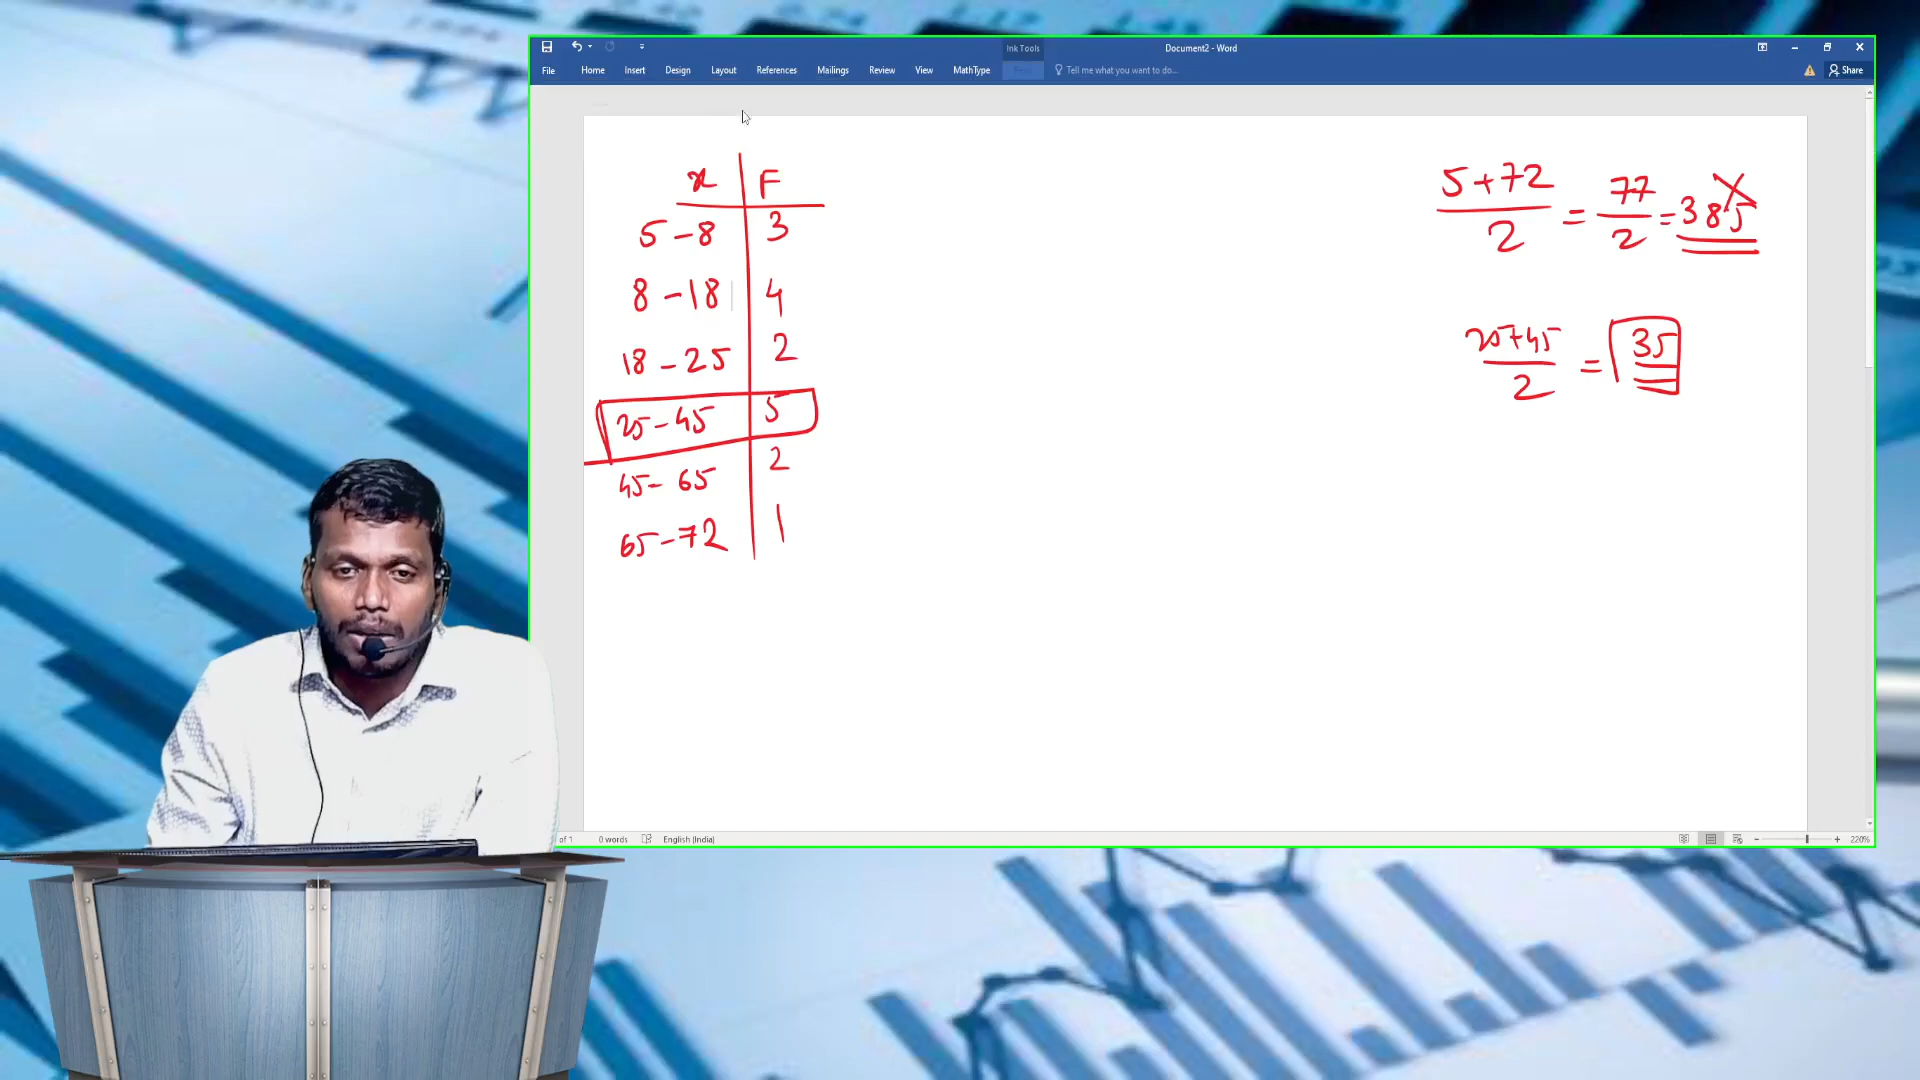 Ink Tools
Document2 - Word
File Home Insert Design Layout References Mailings Review View MathType Tell me what you want to do... Share
x F
5 - 8 3
8 - 18 4
18 - 25 2
25 - 45 5
45 - 65 2
65 - 72 1
5+72 / 2 = 77 / 2 = 38 5
25+45 / 2 = 35
of 1 0 words English (India) 220%